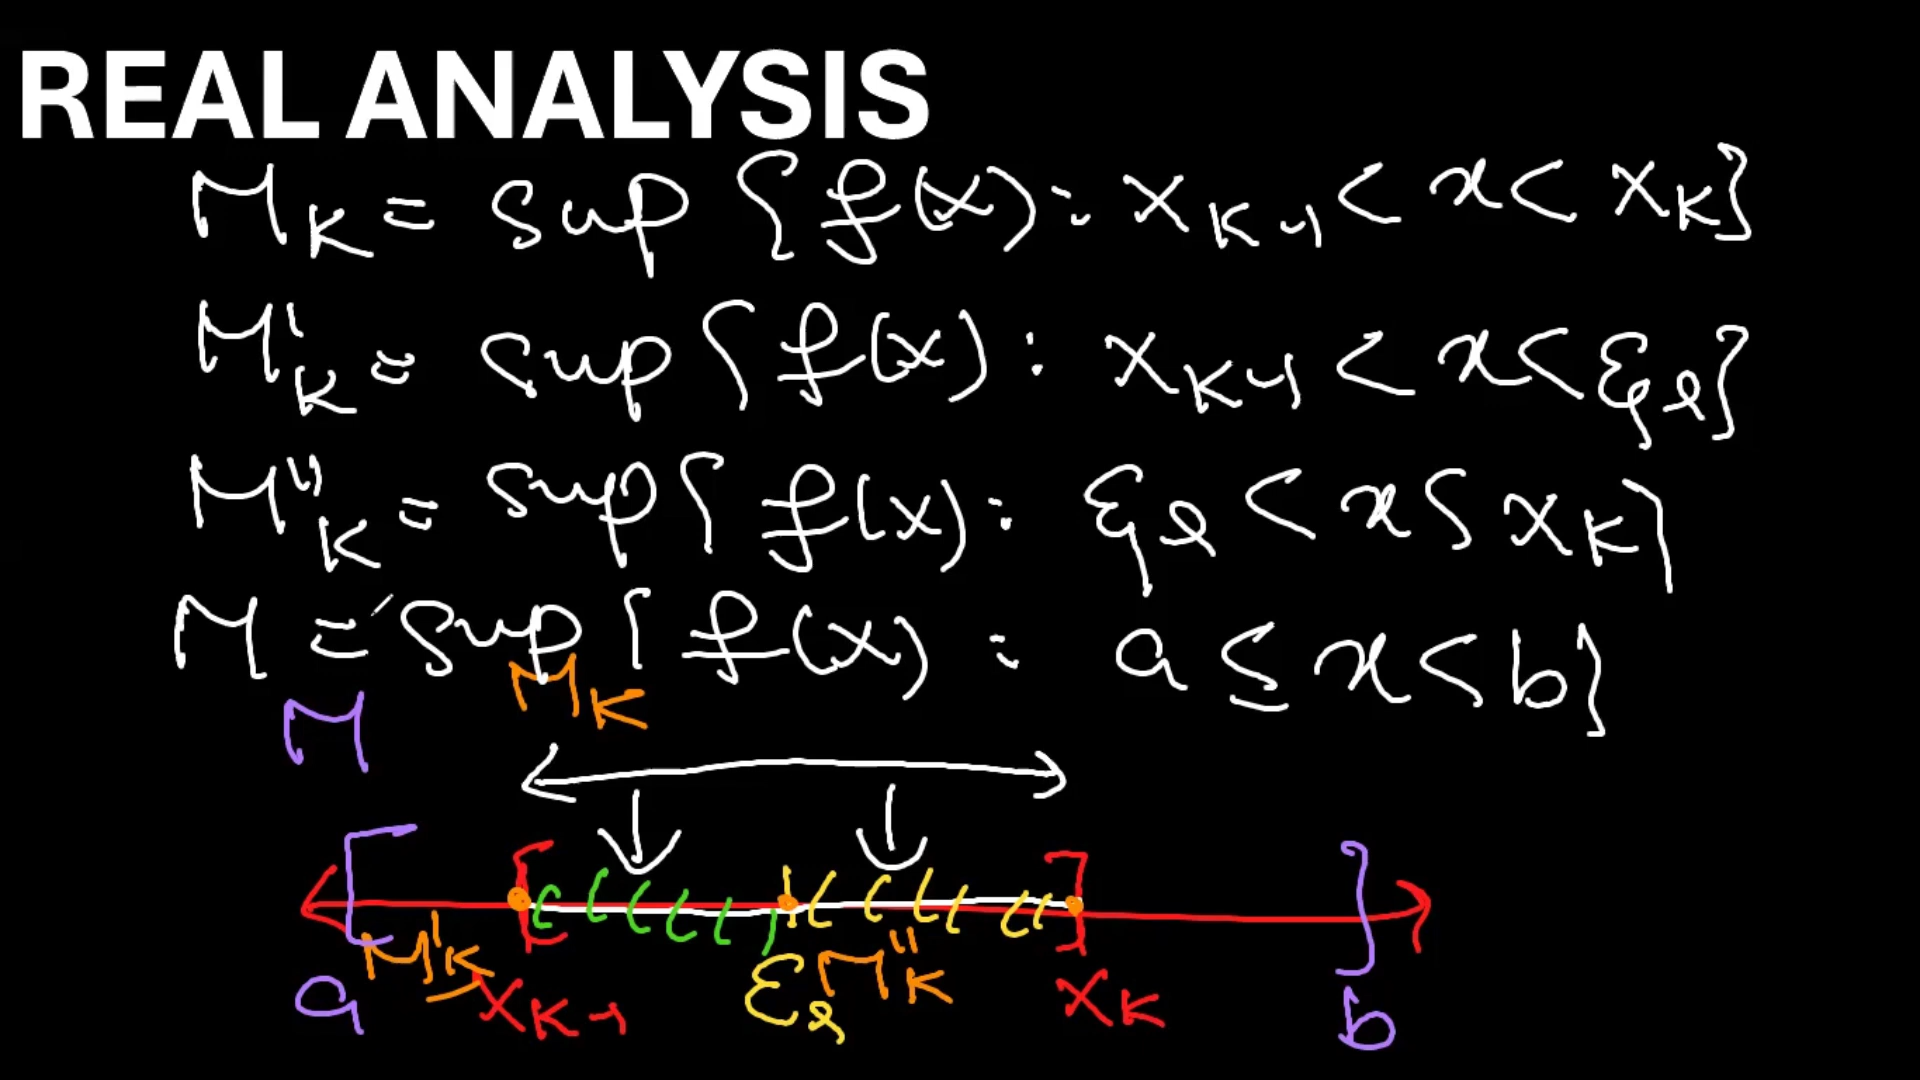 REAL ANALYSIS
M_K = sup {f(x): x_{K-1} < x < x_K}
M'_K = sup {f(x): x_{K-1} < x < ξ_l}
M''_K = sup {f(x): ξ_l < x < x_K}
M = sup {f(x): a ≤ x < b}
M M_K
M'_K M''_K
a x_{K-1} ξ_l x_K b